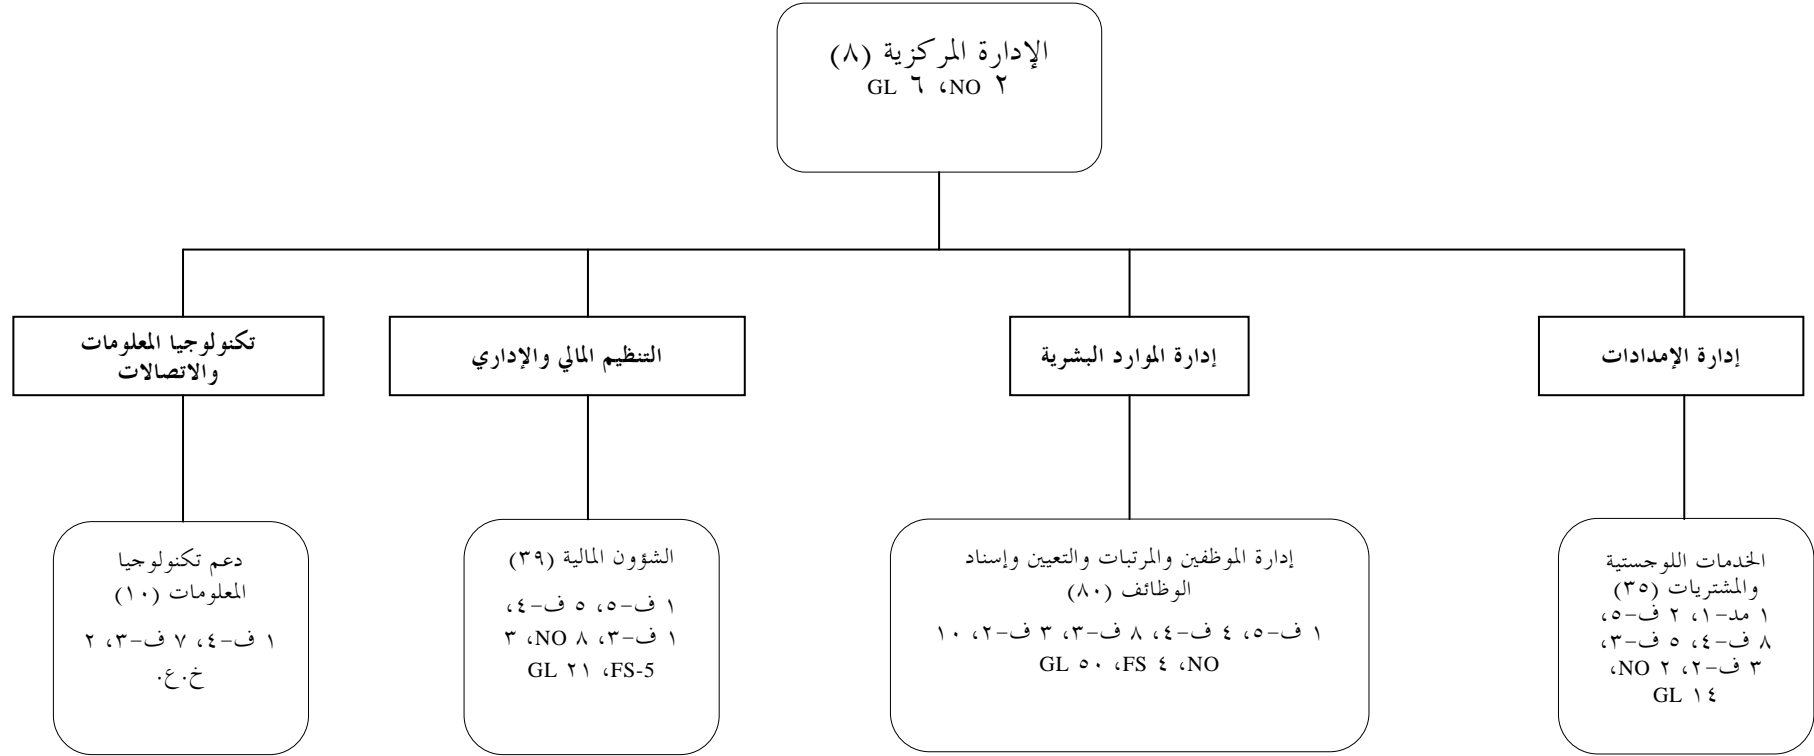 الإدارة المركزية (٨)
٢ NO، ٦ GL
إدارة الإمدادات
إدارة الموارد البشرية
التنظيم المالي والإداري
تكنولوجيا المعلومات
والاتصالات
الخدمات اللوجستية
والمشتريات (٣٥)
١ مد-١، ٢ ف-٥،
٨ ف-٤، ٥ ف-٣،
٣ ف-٢، ٢ NO،
١٤ GL
إدارة الموظفين والمرتبات والتعيين وإسناد
الوظائف (٨٠)
١ ف-٥، ٤ ف-٤، ٨ ف-٣، ٣ ف-٢، ١٠
NO، ٤ FS، ٥٠ GL
الشؤون المالية (٣٩)
١ ف-٥، ٥ ف-٤،
١ ف-٣، ٨ NO، ٣
FS-5، ٢١ GL
دعم تكنولوجيا
المعلومات (١٠)
١ ف-٤، ٧ ف-٣، ٢
خ.ع.